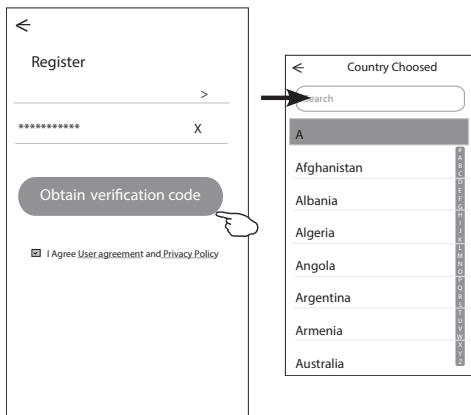 Register
>
***********
X
Obtain verification code
I Agree User agreement and Privacy Policy
Country Choosed
Search
A
Afghanistan
Albania
Algeria
Angola
Argentina
Armenia
Australia
#
A
B
C
D
E
F
G
H
I
J
K
L
M
N
O
P
Q
R
S
T
U
V
W
X
Y
Z